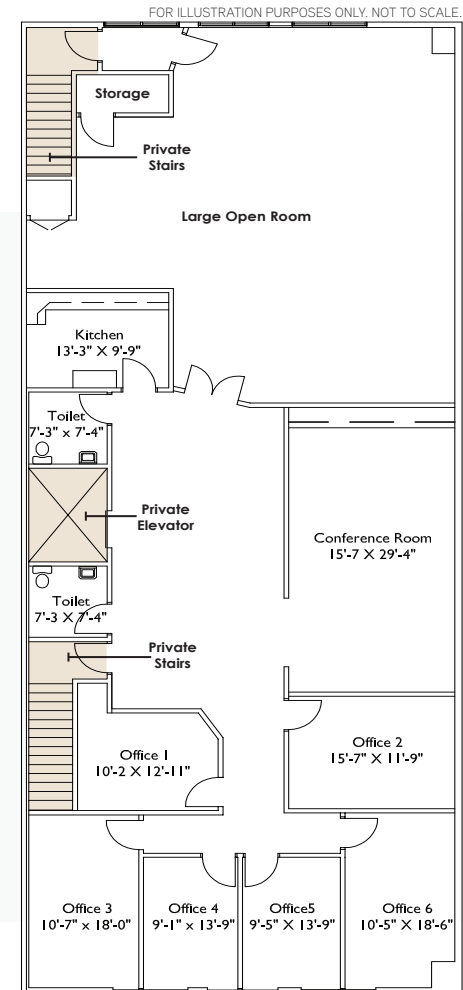 FOR ILLUSTRATION PURPOSES ONLY. NOT TO SCALE.
Storage
Private
Stairs
Large Open Room
Kitchen
13'-3" X 9'-9"
Toilet
7'-3" x 7'-4"
Private
Elevator
Conference Room
15'-7 X 29'-4"
Toilet
7'-3 X 7'-4"
Private
Stairs
Office 1
10'-2 X 12'-11"
Office 2
15'-7" X 11'-9"
Office 3
10'-7" x 18'-0"
Office 4
9'-1" x 13'-9"
Office5
9'-5" X 13'-9"
Office 6
10'-5" X 18'-6"